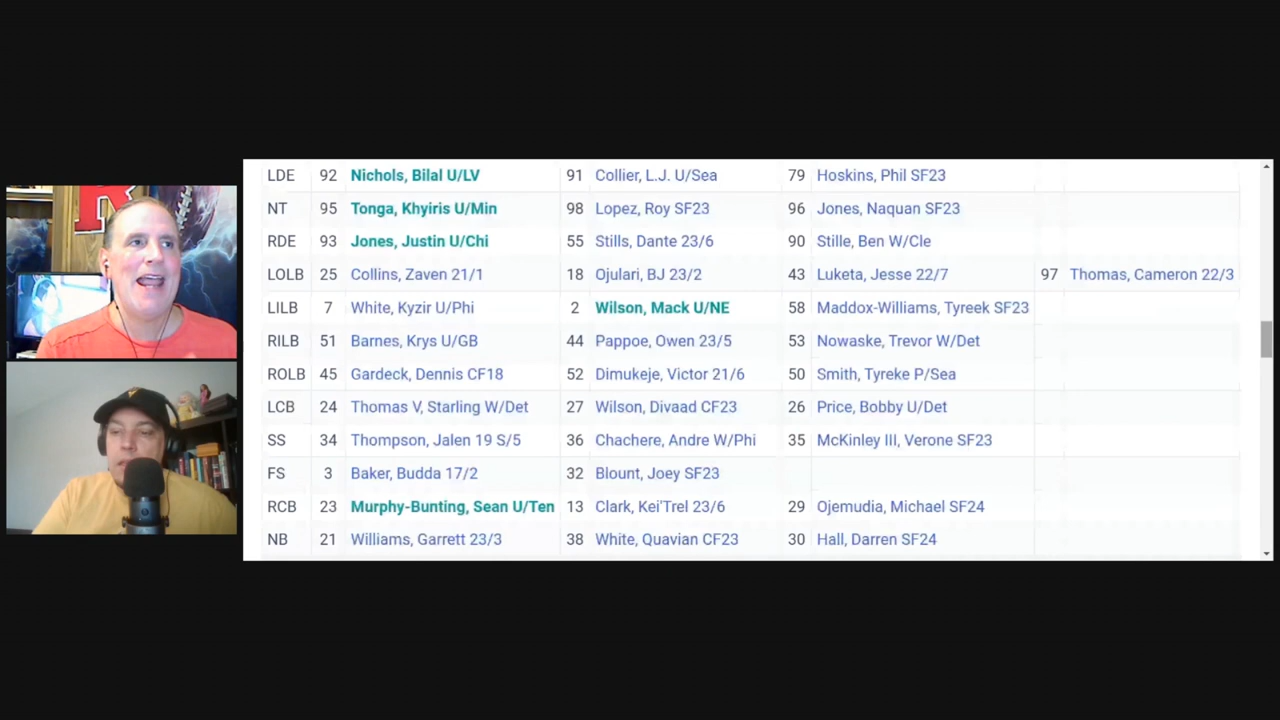 R
LDE 92 Nichols, Bilal U/LV 91 Collier, L.J. U/Sea 79 Hoskins, Phil SF23
NT 95 Tonga, Khyiris U/Min 98 Lopez, Roy SF23 96 Jones, Naquan SF23
RDE 93 Jones, Justin U/Chi 55 Stills, Dante 23/6 90 Stille, Ben W/Cle
LOLB 25 Collins, Zaven 21/1 18 Ojulari, BJ 23/2 43 Luketa, Jesse 22/7 97 Thomas, Cameron 22/3
LILB 7 White, Kyzir U/Phi 2 Wilson, Mack U/NE 58 Maddox-Williams, Tyreek SF23
RILB 51 Barnes, Krys U/GB 44 Pappoe, Owen 23/5 53 Nowaske, Trevor W/Det
ROLB 45 Gardeck, Dennis CF18 52 Dimukeje, Victor 21/6 50 Smith, Tyreke P/Sea
LCB 24 Thomas V, Starling W/Det 27 Wilson, Divaad CF23 26 Price, Bobby U/Det
SS 34 Thompson, Jalen 19 S/5 36 Chachere, Andre W/Phi 35 McKinley III, Verone SF23
FS 3 Baker, Budda 17/2 32 Blount, Joey SF23
RCB 23 Murphy-Bunting, Sean U/Ten 13 Clark, Kei'Trel 23/6 29 Ojemudia, Michael SF24
NB 21 Williams, Garrett 23/3 38 White, Quavian CF23 30 Hall, Darren SF24